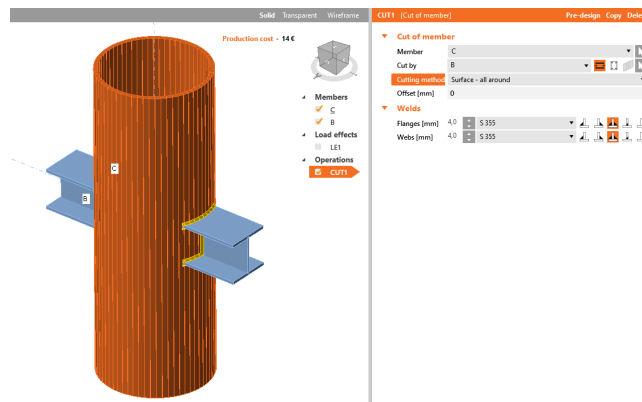 Solid Transparent Wireframe
Production cost - 14 €
Members
C
B
Load effects
LE1
Operations
CUT1
C
B
CUT1 [Cut of member] Pre-design Copy Dele
Cut of member
Member C
Cut by B
Cutting method Surface - all around
Offset [mm] 0
Welds
Flanges [mm] 4,0 S 355
Webs [mm] 4,0 S 355